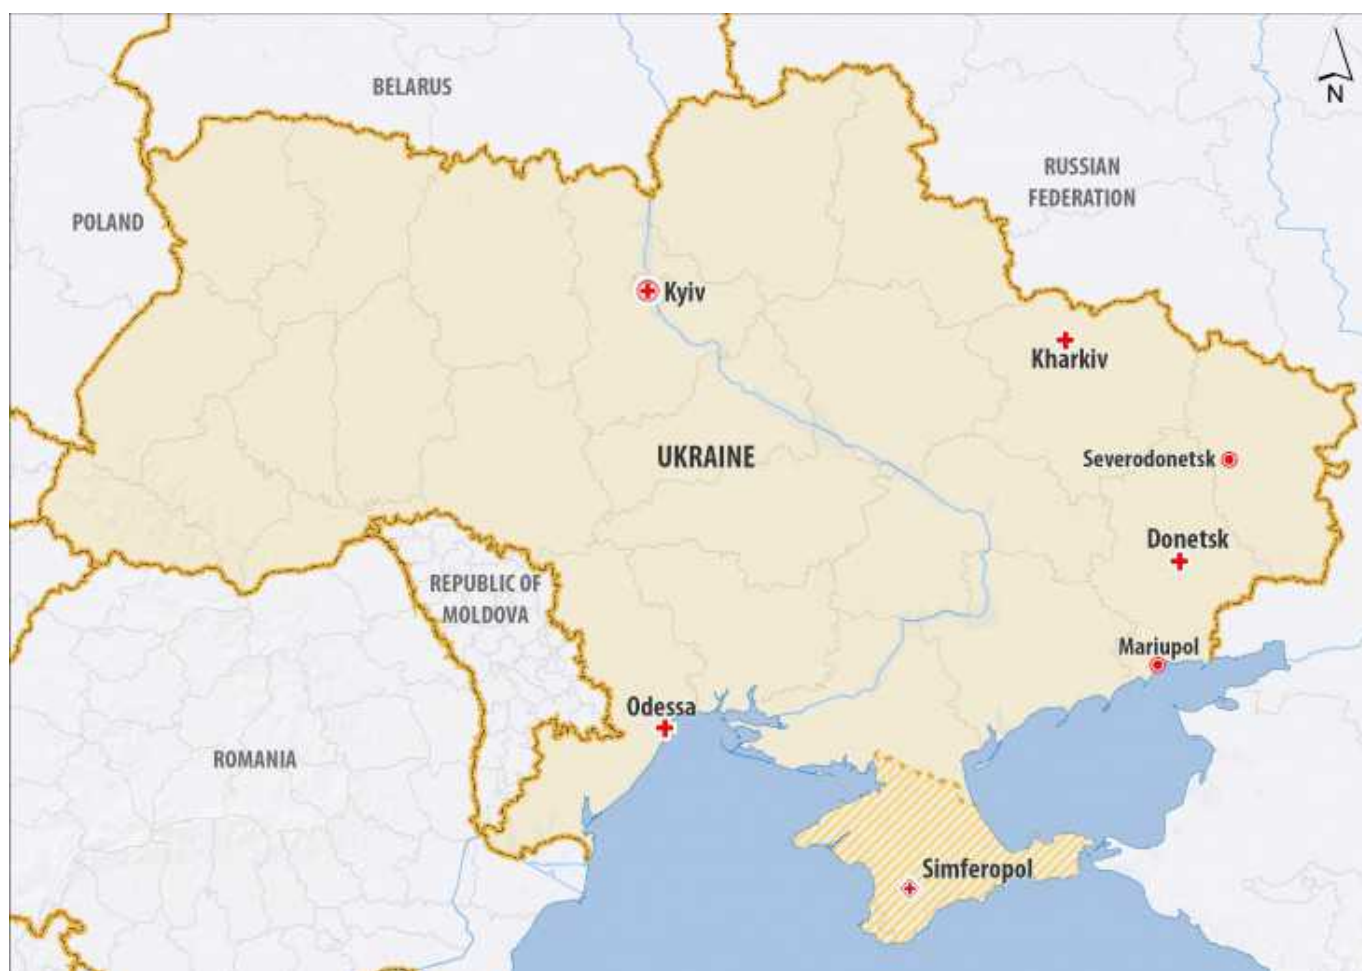 BELARUS
N
RUSSIAN
FEDERATION
POLAND
Kyiv
Kharkiv
UKRAINE
Severodonetsk
Donetsk
REPUBLIC OF
MOLDOVA
Mariupol
Odessa
ROMANIA
Simferopol